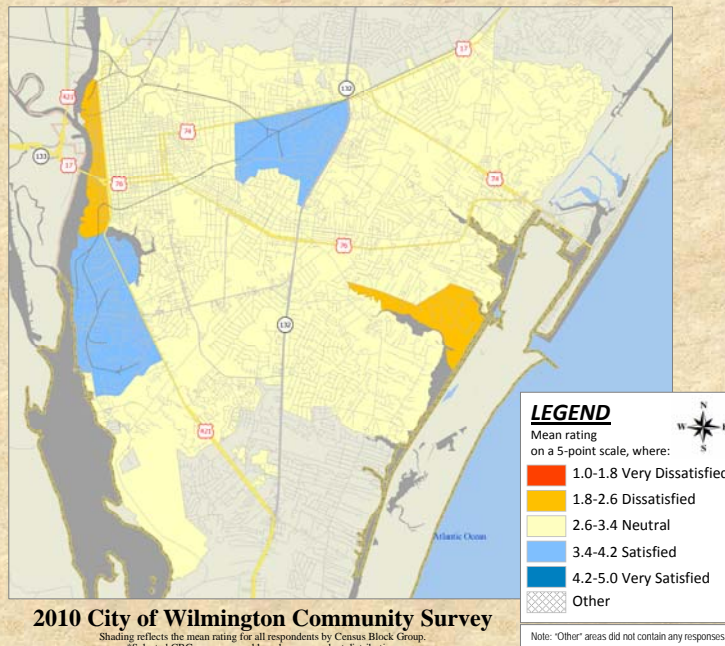 17
132
421
74
133
17
76
74
76
132
421
Atlantic Ocean
LEGEND
N
W
S
Mean rating
on a 5-point scale, where:
1.0-1.8 Very Dissatisfied
1.8-2.6 Dissatisfied
2.6-3.4 Neutral
3.4-4.2 Satisfied
4.2-5.0 Very Satisfied
Other
2010 City of Wilmington Community Survey
Shading reflects the mean rating for all respondents by Census Block Group.
Note: "Other" areas did not contain any responses